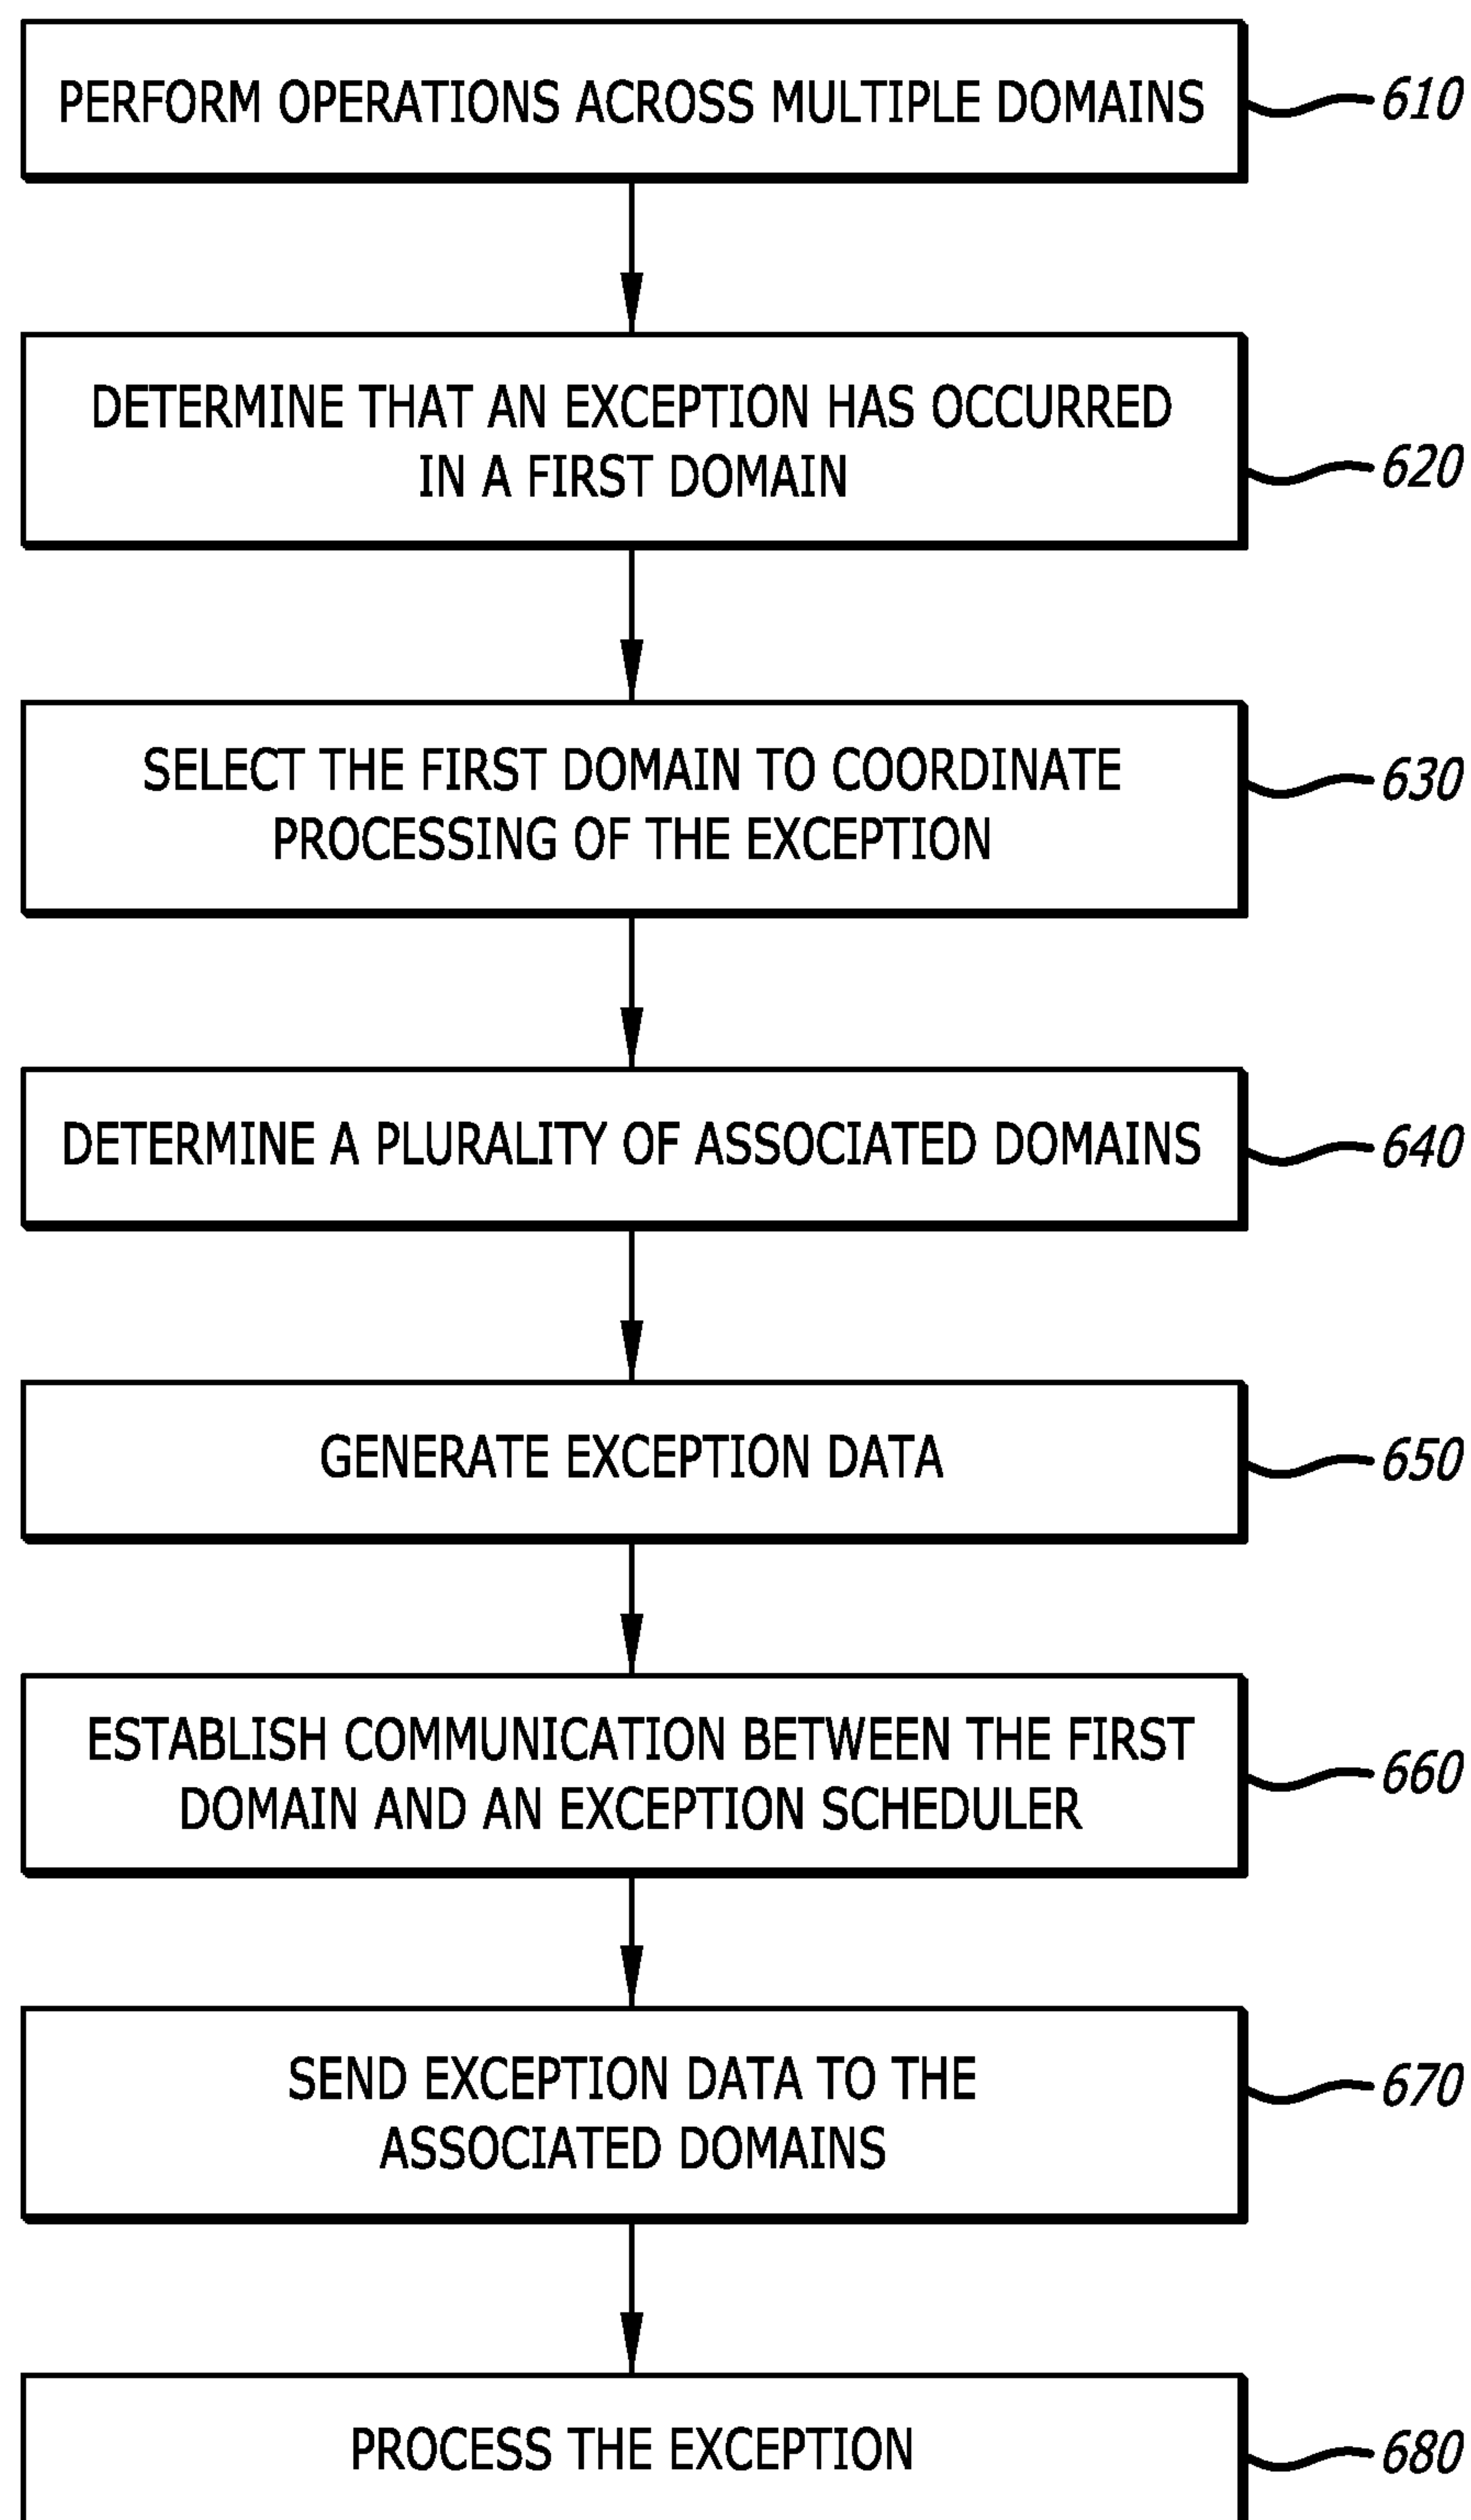 PERFORM OPERATIONS ACROSS MULTIPLE DOMAINS
610
DETERMINE THAT AN EXCEPTION HAS OCCURRED
IN A FIRST DOMAIN
620
SELECT THE FIRST DOMAIN TO COORDINATE
PROCESSING OF THE EXCEPTION
630
DETERMINE A PLURALITY OF ASSOCIATED DOMAINS
640
GENERATE EXCEPTION DATA
650
ESTABLISH COMMUNICATION BETWEEN THE FIRST
DOMAIN AND AN EXCEPTION SCHEDULER
660
SEND EXCEPTION DATA TO THE
ASSOCIATED DOMAINS
670
PROCESS THE EXCEPTION
680